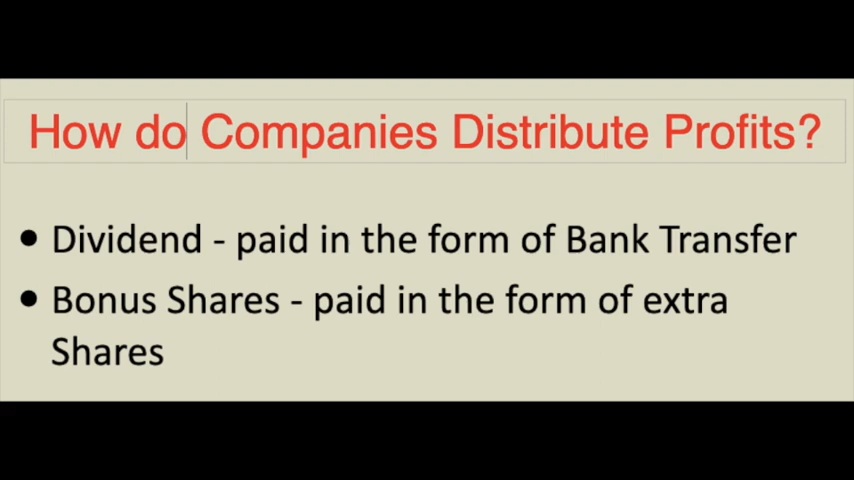 How do Companies Distribute Profits?
• Dividend - paid in the form of Bank Transfer
• Bonus Shares - paid in the form of extra
Shares